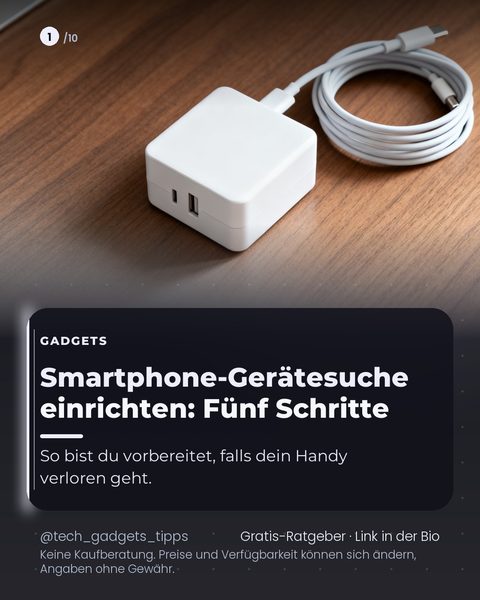 1 /10
GADGETS
Smartphone-Gerätesuche
einrichten: Fünf Schritte
So bist du vorbereitet, falls dein Handy
verloren geht.
@tech_gadgets_tipps Gratis-Ratgeber · Link in der Bio
Keine Kaufberatung. Preise und Verfügbarkeit können sich ändern,
Angaben ohne Gewähr.